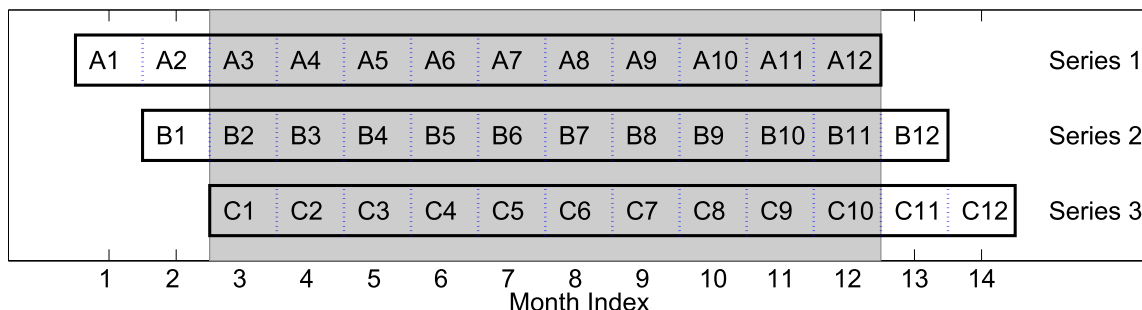 A1 A2 A3 A4 A5 A6 A7 A8 A9 A10 A11 A12 Series 1
B1 B2 B3 B4 B5 B6 B7 B8 B9 B10 B11 B12 Series 2
C1 C2 C3 C4 C5 C6 C7 C8 C9 C10 C11 C12 Series 3
1 2 3 4 5 6 7 8 9 10 11 12 13 14
Month Index